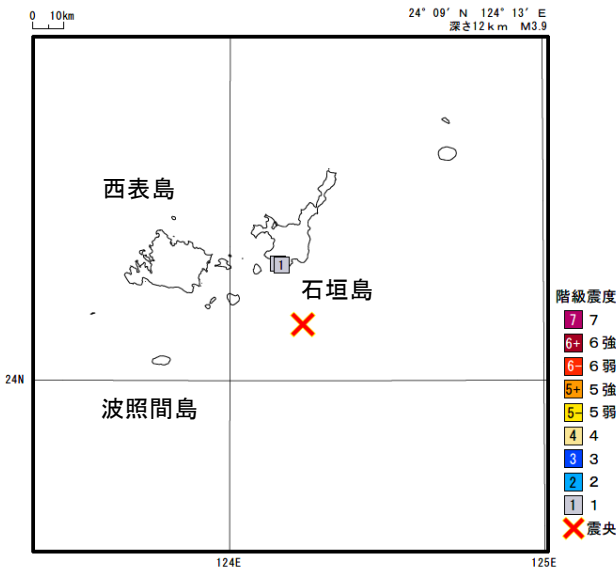 0 10km
24° 09′ N 124° 13′ E
深さ12km M3.9
西表島
1
石垣島
24N
波照間島
124E
125E
階級震度
7 7
6+ 6強
6- 6弱
5+ 5強
5- 5弱
4 4
3 3
2 2
1 1
震央